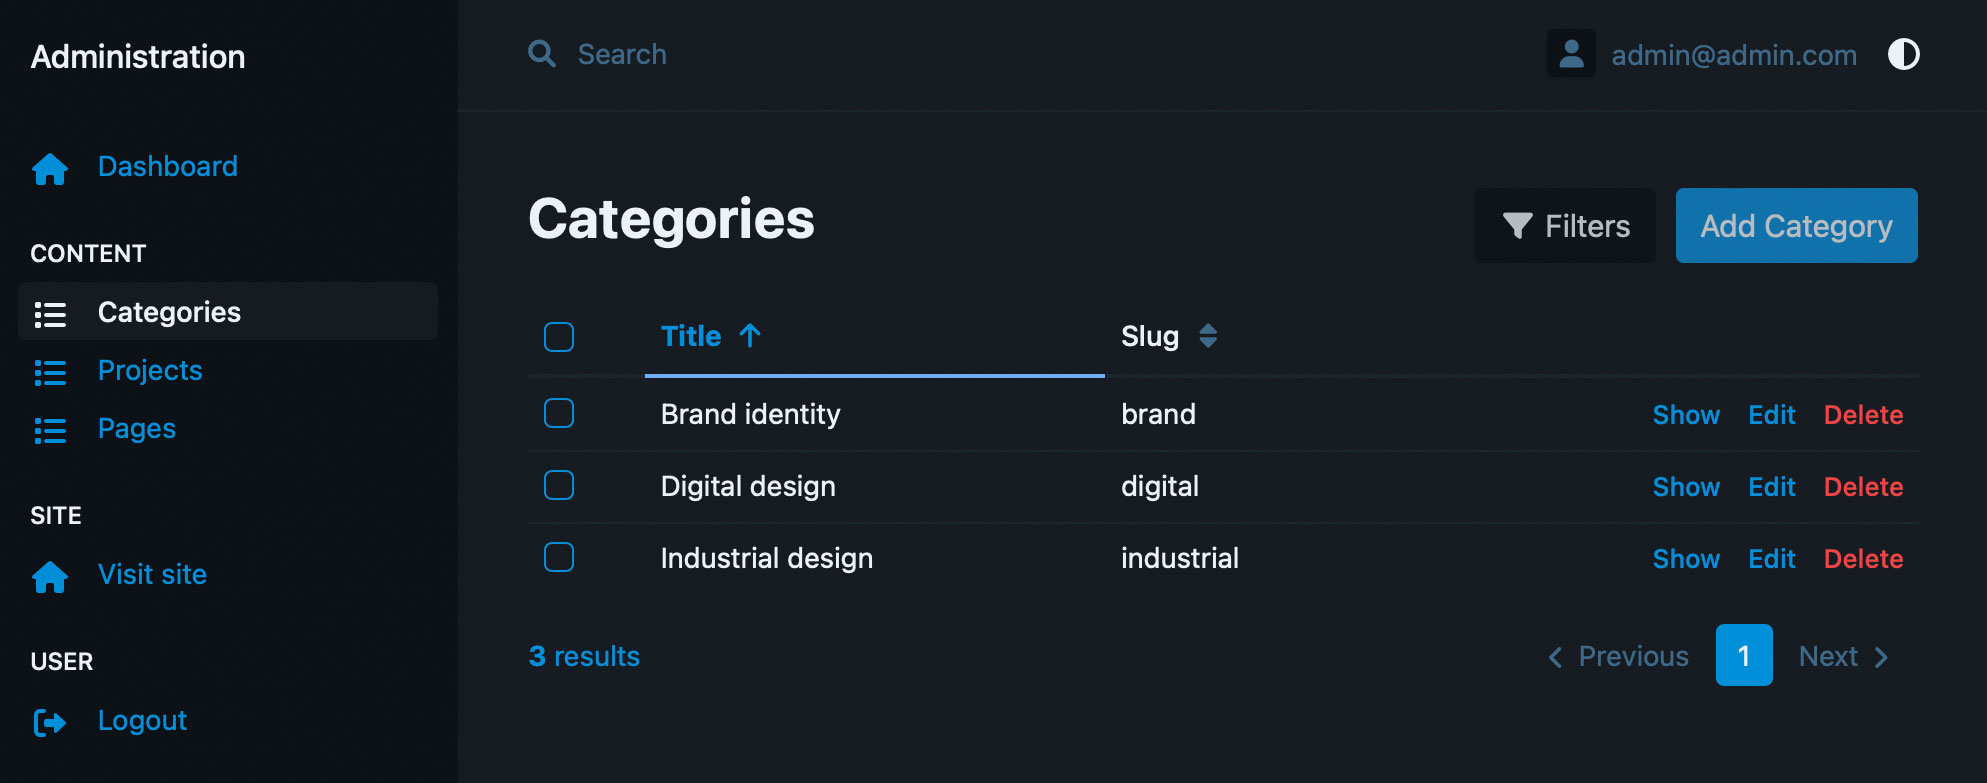 Administration
Dashboard
CONTENT
Categories
Projects
Pages
SITE
Visit site
USER
Logout
Search
admin@admin.com
Categories
Filters
Add Category
Title Slug
Brand identity brand Show Edit Delete
Digital design digital Show Edit Delete
Industrial design industrial Show Edit Delete
3 results
Previous 1 Next